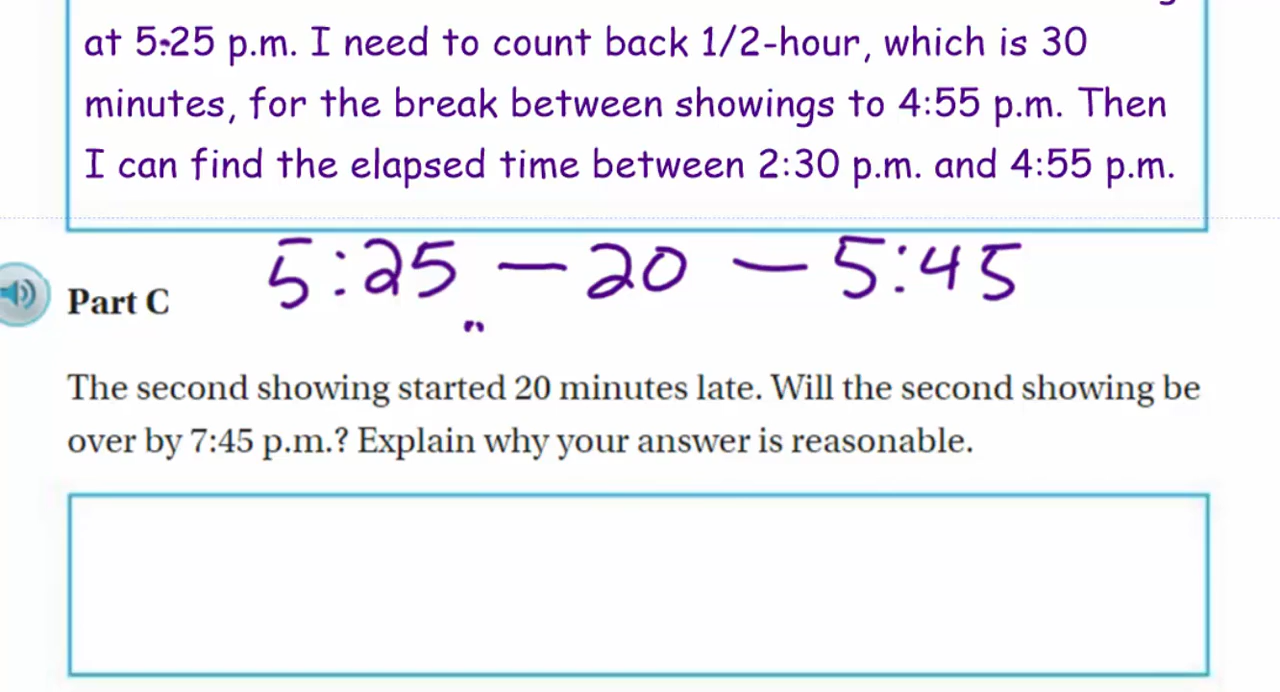 at 5:25 p.m. I need to count back 1/2-hour, which is 30
minutes, for the break between showings to 4:55 p.m. Then
I can find the elapsed time between 2:30 p.m. and 4:55 p.m.
5:25 — 20 — 5:45
Part C
The second showing started 20 minutes late. Will the second showing be
over by 7:45 p.m.? Explain why your answer is reasonable.